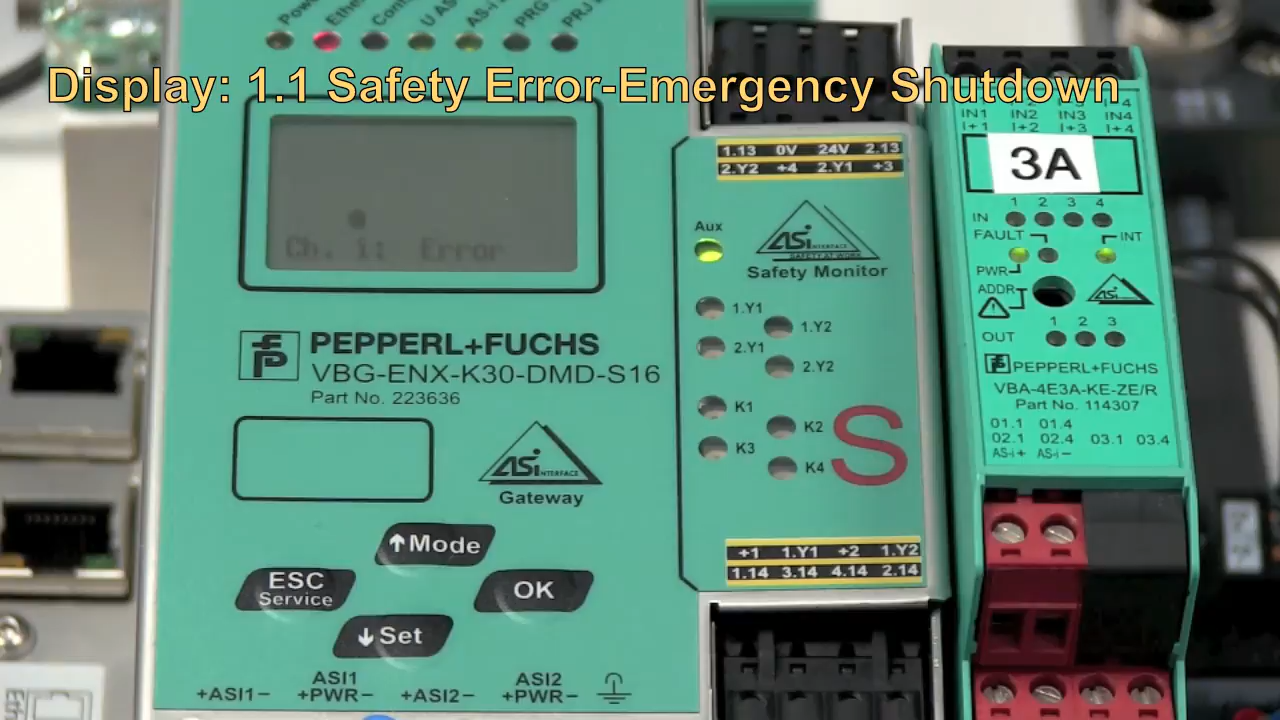 Display: 1.1 Safety Error-Emergency Shutdown
1.13 0V 24V 2.13
2.Y2 +4 2.Y1 +3
Aux
ASi INTERFACE
SAFETY AT WORK
Safety Monitor
1.Y1
1.Y2
2.Y1
2.Y2
K1
K2
K3
K4
S
+1 1.Y1 +2 1.Y2
1.14 3.14 4.14 2.14
Error
PEPPERL+FUCHS
VBG-ENX-K30-DMD-S16
Part No. 223636
ASi INTERFACE
Gateway
↑Mode
ESC
Service
OK
↓Set
+ASI1−
ASI1
+PWR−
+ASI2−
ASI2
+PWR−
IN1 IN2 IN3 IN4
I+1 I+2 I+3 I+4
3A
1 2 3 4
IN
FAULT
INT
PWR
ADDR
ASi
1 2 3
OUT
PEPPERL+FUCHS
VBA-4E3A-KE-ZE/R
Part No. 114307
01.1 01.4
02.1 02.4 03.1 03.4
AS-i+ AS-i−